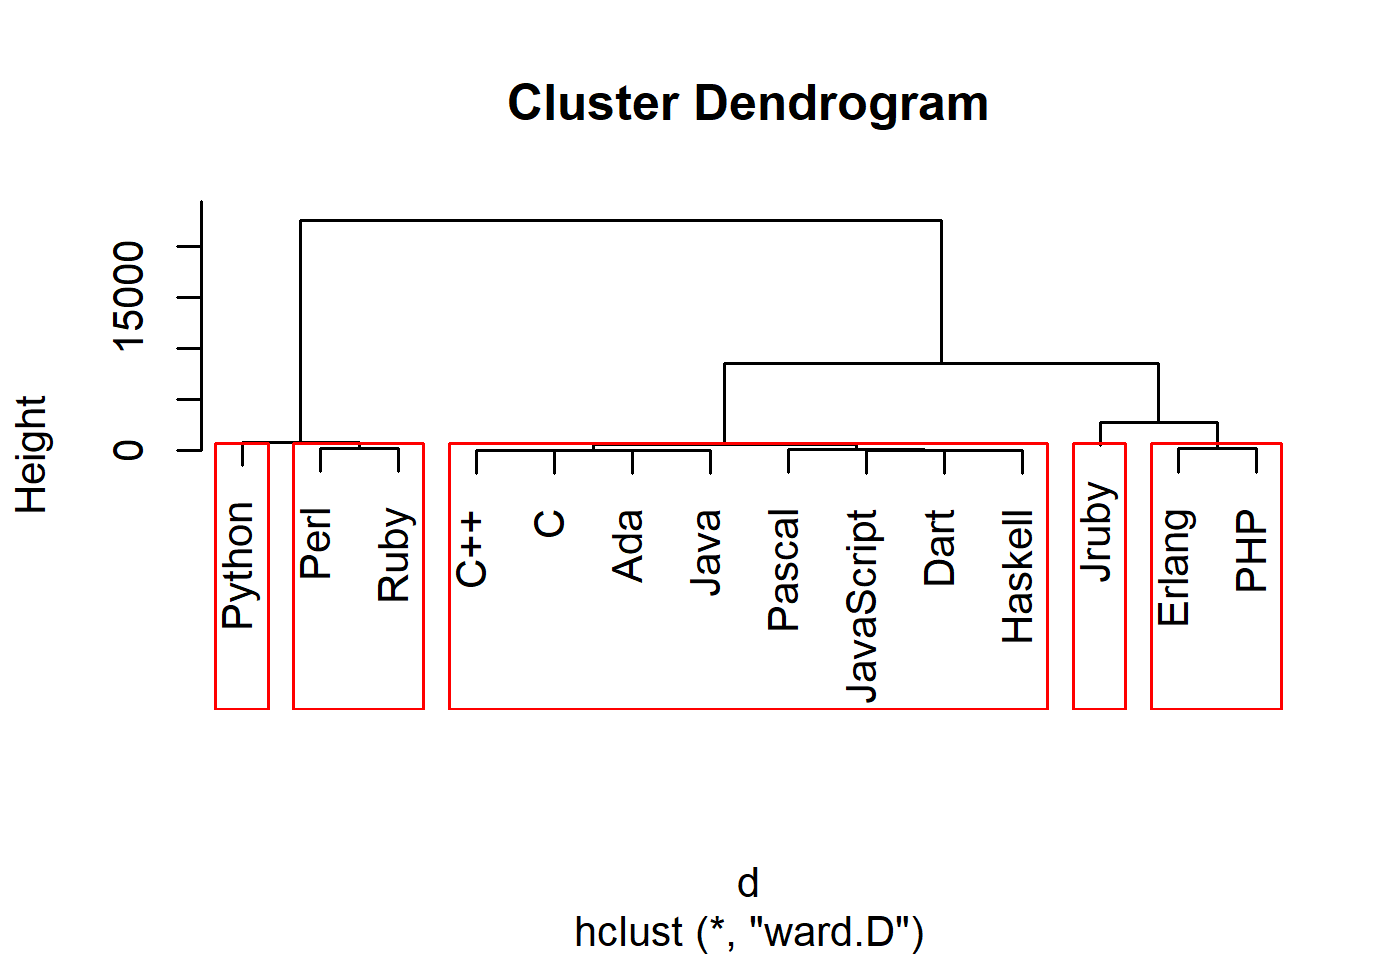 Cluster Dendrogram
Height
15000
0
Python
Perl
Ruby
C++
C
Ada
Java
Pascal
JavaScript
Dart
Haskell
Jruby
Erlang
PHP
d
hclust (*, "ward.D")